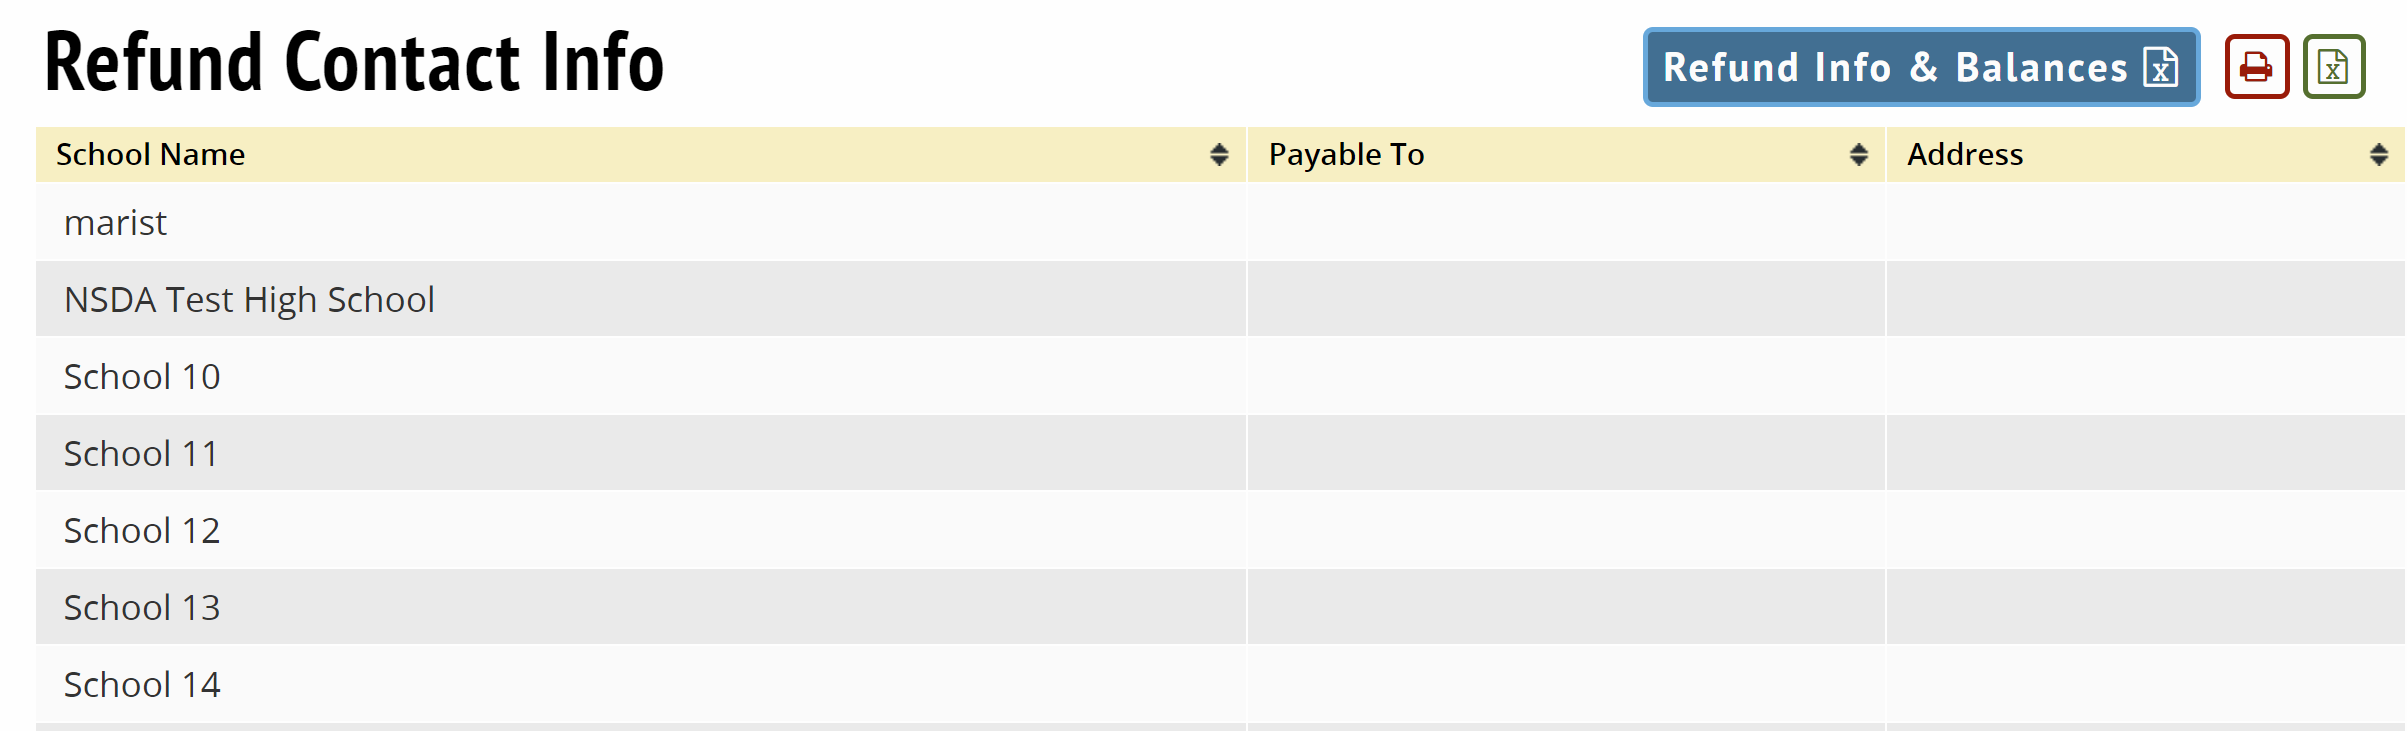 Refund Contact Info
Refund Info & Balances
School Name Payable To Address
marist
NSDA Test High School
School 10
School 11
School 12
School 13
School 14